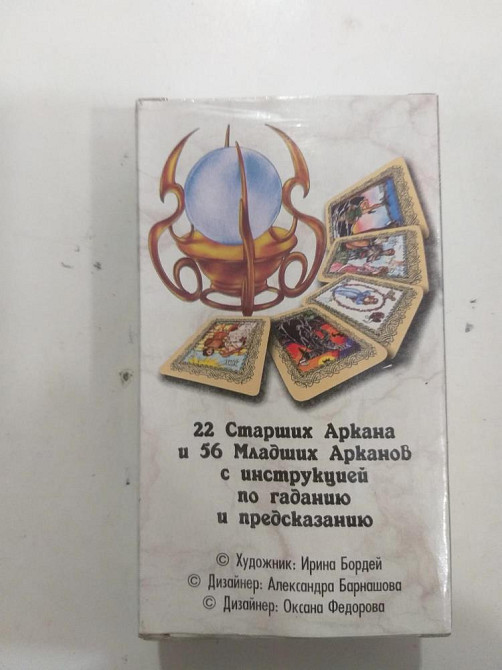 22 Старших Аркана
и 56 Младших Арканов
с инструкцией
по гаданию
и предсказанию
© Художник: Ирина Бордей
© Дизайнер: Александра Барнашова
© Дизайнер: Оксана Федорова